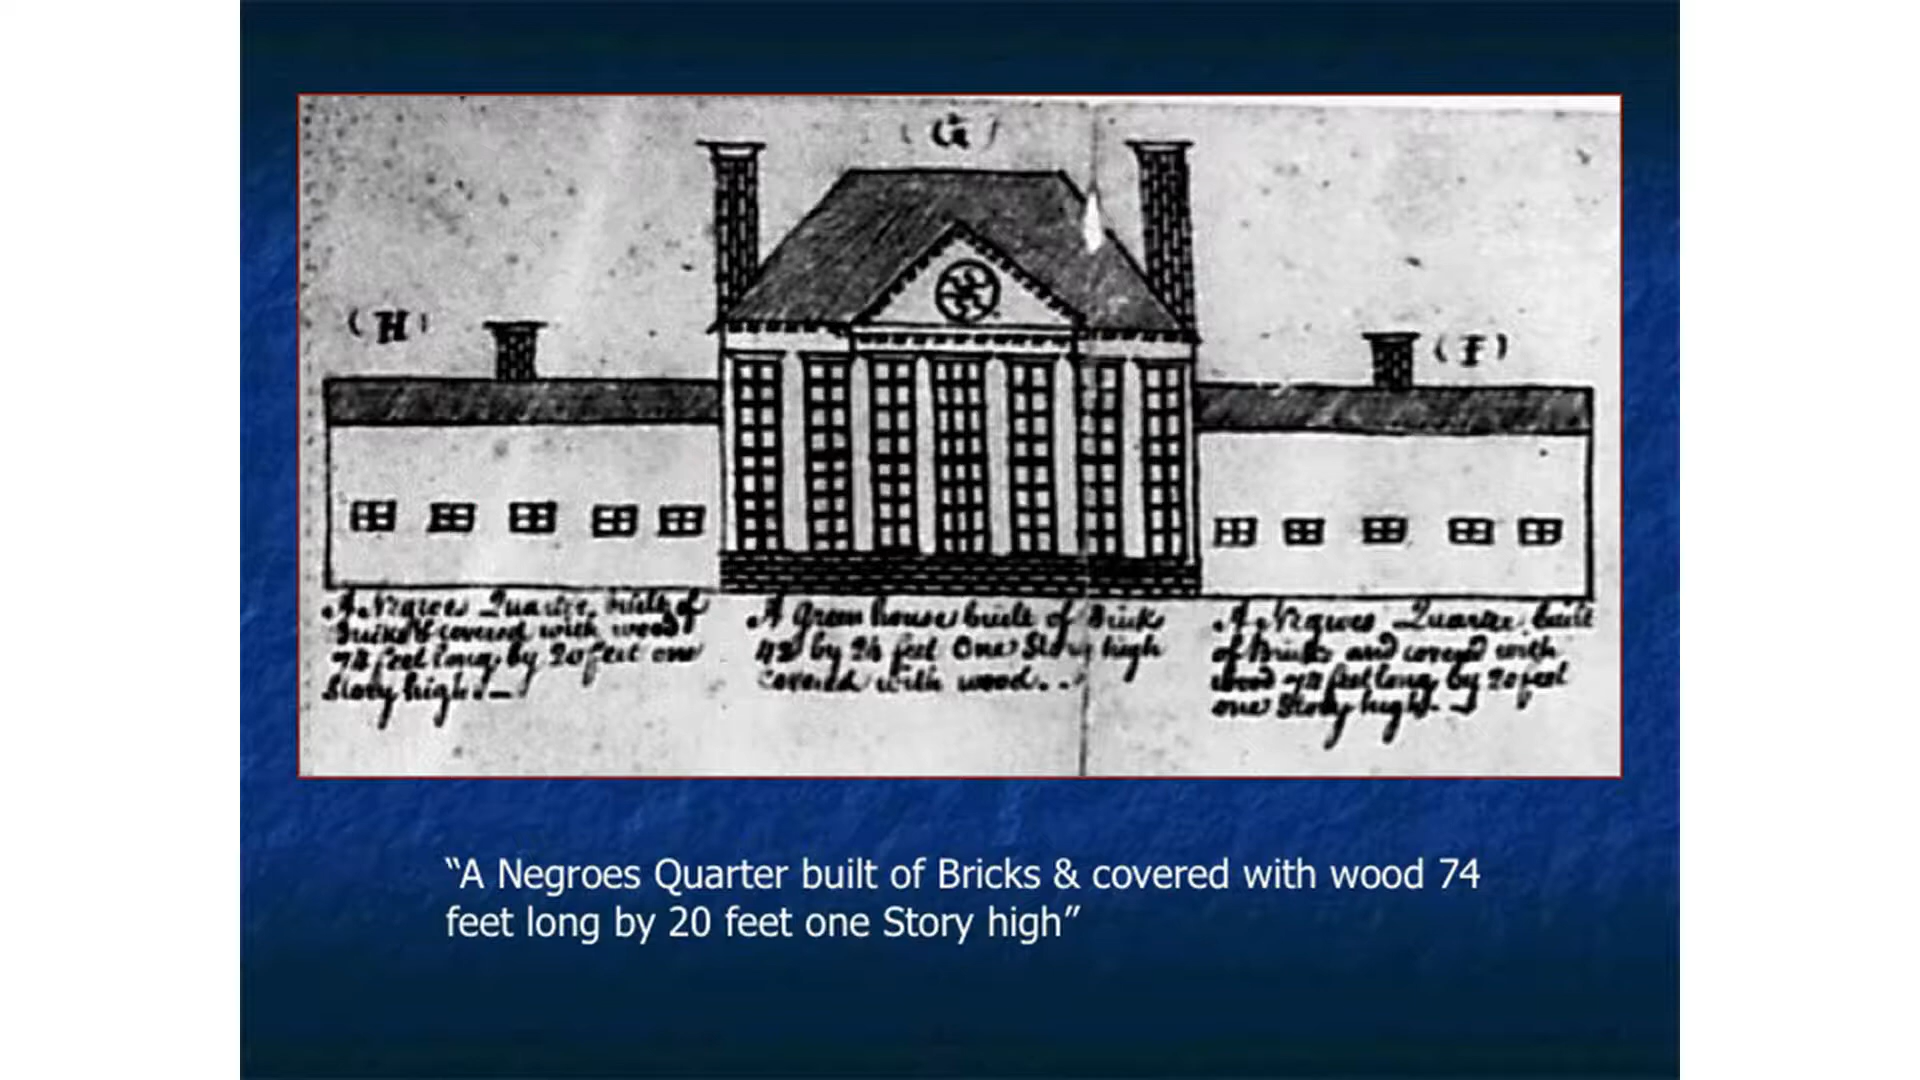 (G)
(H)
(F)
A Negroes Quarter, built of
Bricks & covered with wood
74 feet long, by 20 feet one
Story high. —
A Green house built of Bricks
by 24 feet One Story high
covered with wood. . .
A Negroes Quarter, built
of Bricks and covered with
wood 74 feet long by 20 feet
one Story high. —
“A Negroes Quarter built of Bricks & covered with wood 74
feet long by 20 feet one Story high”